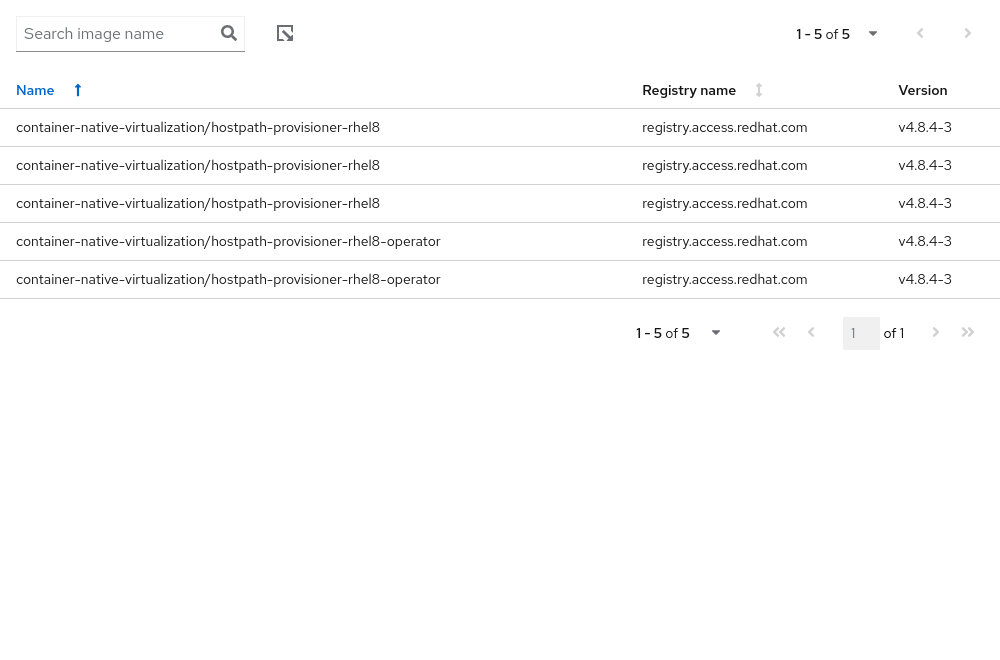 Search image name
1 - 5 of 5
Name Registry name Version
container-native-virtualization/hostpath-provisioner-rhel8 registry.access.redhat.com v4.8.4-3
container-native-virtualization/hostpath-provisioner-rhel8 registry.access.redhat.com v4.8.4-3
container-native-virtualization/hostpath-provisioner-rhel8 registry.access.redhat.com v4.8.4-3
container-native-virtualization/hostpath-provisioner-rhel8-operator registry.access.redhat.com v4.8.4-3
container-native-virtualization/hostpath-provisioner-rhel8-operator registry.access.redhat.com v4.8.4-3
1 - 5 of 5 1 of 1